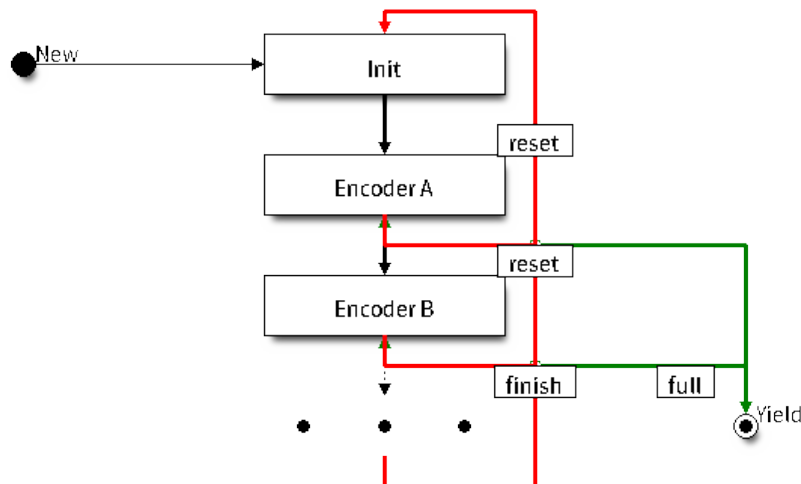 New
Init
reset
Encoder A
reset
Encoder B
finish
full
Yield